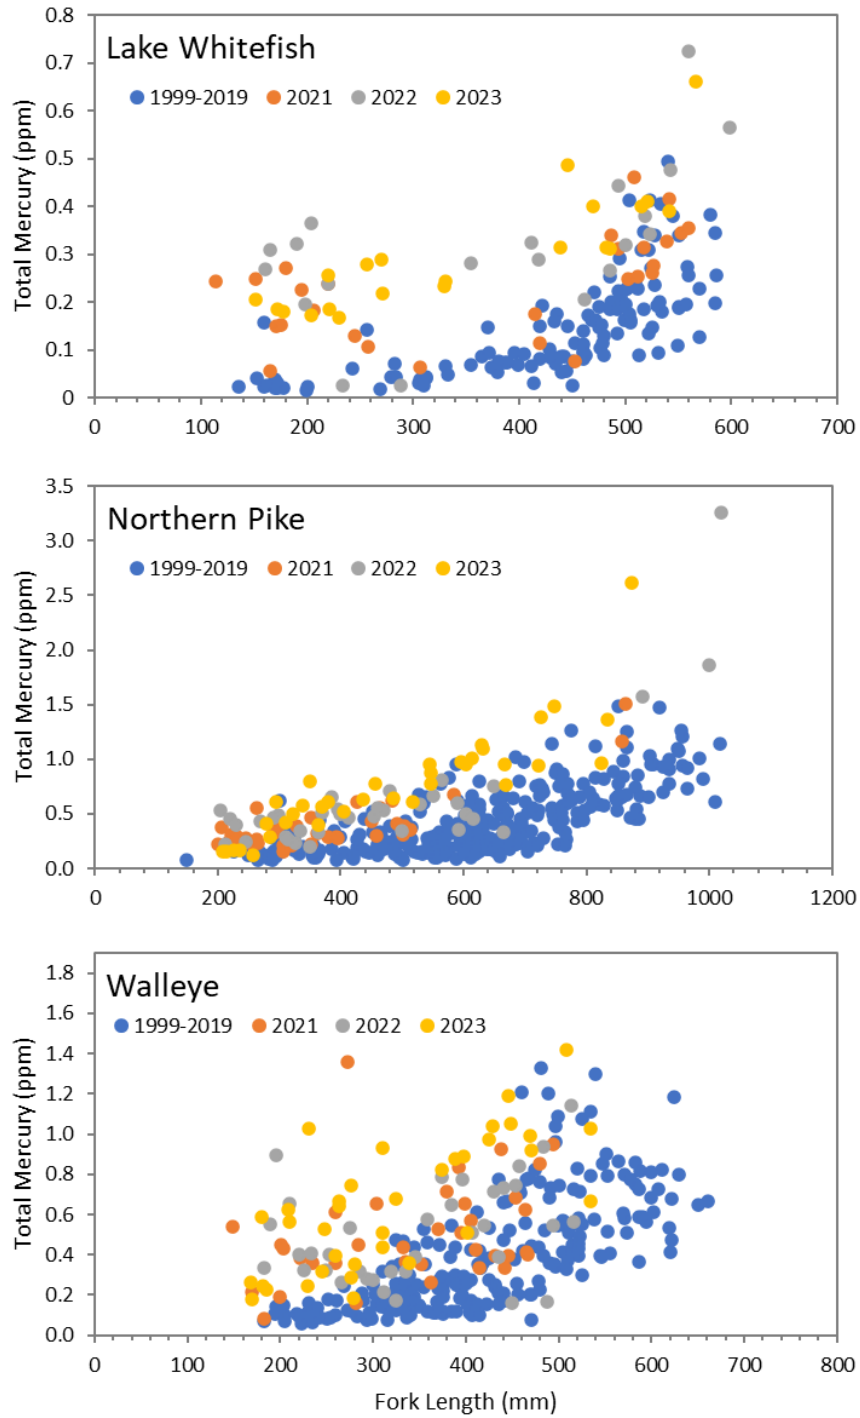 Lake Whitefish
1999-2019 2021 2022 2023
Total Mercury (ppm)
0.8
0.7
0.6
0.5
0.4
0.3
0.2
0.1
0
0 100 200 300 400 500 600 700
Northern Pike
1999-2019 2021 2022 2023
Total Mercury (ppm)
3.5
3.0
2.5
2.0
1.5
1.0
0.5
0.0
0 200 400 600 800 1000 1200
Walleye
1999-2019 2021 2022 2023
Total Mercury (ppm)
1.8
1.6
1.4
1.2
1.0
0.8
0.6
0.4
0.2
0.0
0 100 200 300 400 500 600 700 800
Fork Length (mm)